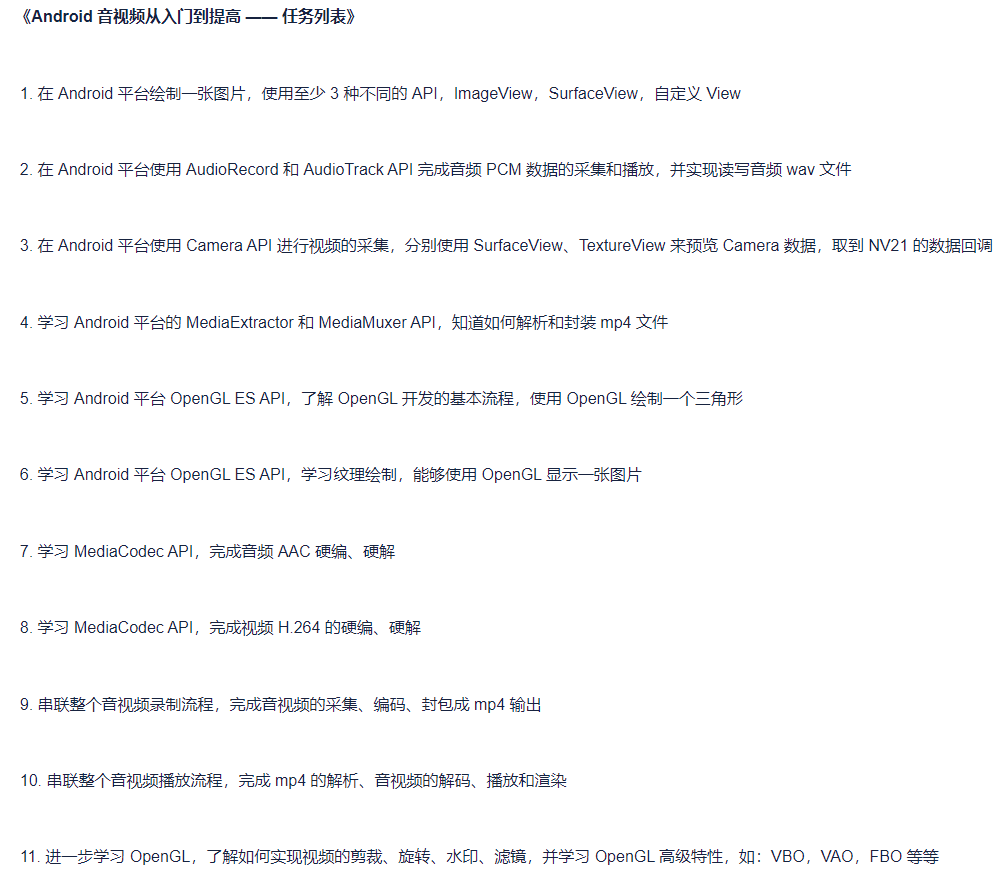 《Android 音视频从入门到提高 —— 任务列表》
1. 在 Android 平台绘制一张图片，使用至少 3 种不同的 API，ImageView，SurfaceView，自定义 View
2. 在 Android 平台使用 AudioRecord 和 AudioTrack API 完成音频 PCM 数据的采集和播放，并实现读写音频 wav 文件
3. 在 Android 平台使用 Camera API 进行视频的采集，分别使用 SurfaceView、TextureView 来预览 Camera 数据，取到 NV21 的数据回调
4. 学习 Android 平台的 MediaExtractor 和 MediaMuxer API，知道如何解析和封装 mp4 文件
5. 学习 Android 平台 OpenGL ES API，了解 OpenGL 开发的基本流程，使用 OpenGL 绘制一个三角形
6. 学习 Android 平台 OpenGL ES API，学习纹理绘制，能够使用 OpenGL 显示一张图片
7. 学习 MediaCodec API，完成音频 AAC 硬编、硬解
8. 学习 MediaCodec API，完成视频 H.264 的硬编、硬解
9. 串联整个音视频录制流程，完成音视频的采集、编码、封包成 mp4 输出
10. 串联整个音视频播放流程，完成 mp4 的解析、音视频的解码、播放和渲染
11. 进一步学习 OpenGL，了解如何实现视频的剪裁、旋转、水印、滤镜，并学习 OpenGL 高级特性，如：VBO，VAO，FBO 等等